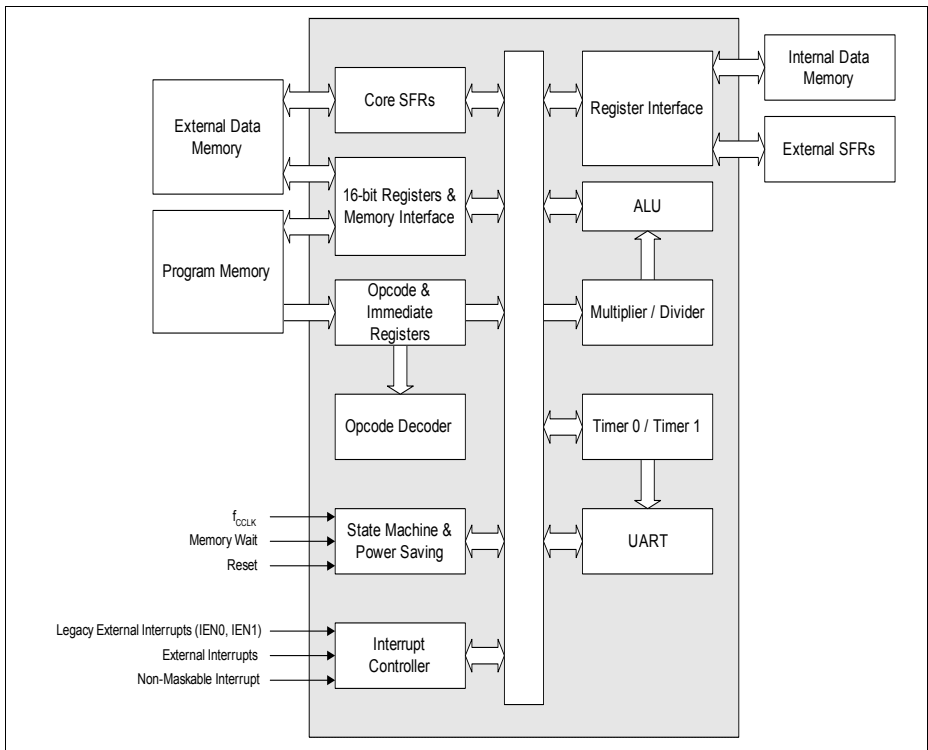 Internal Data
Memory
Core SFRs
Register Interface
External Data
Memory
External SFRs
16-bit Registers &
Memory Interface
ALU
Program Memory
Opcode &
Immediate
Registers
Multiplier / Divider
Opcode Decoder
Timer 0 / Timer 1
fCCLK
Memory Wait
Reset
State Machine &
Power Saving
UART
Legacy External Interrupts (IEN0, IEN1)
External Interrupts
Non-Maskable Interrupt
Interrupt
Controller